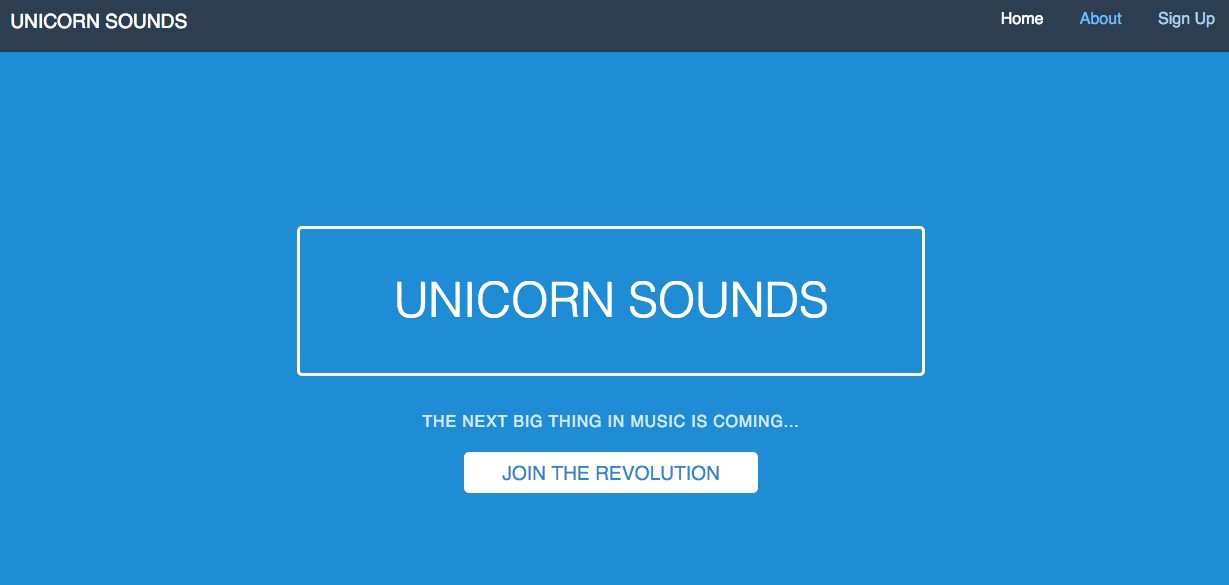 UNICORN SOUNDS
Home About Sign Up
UNICORN SOUNDS
THE NEXT BIG THING IN MUSIC IS COMING...
JOIN THE REVOLUTION